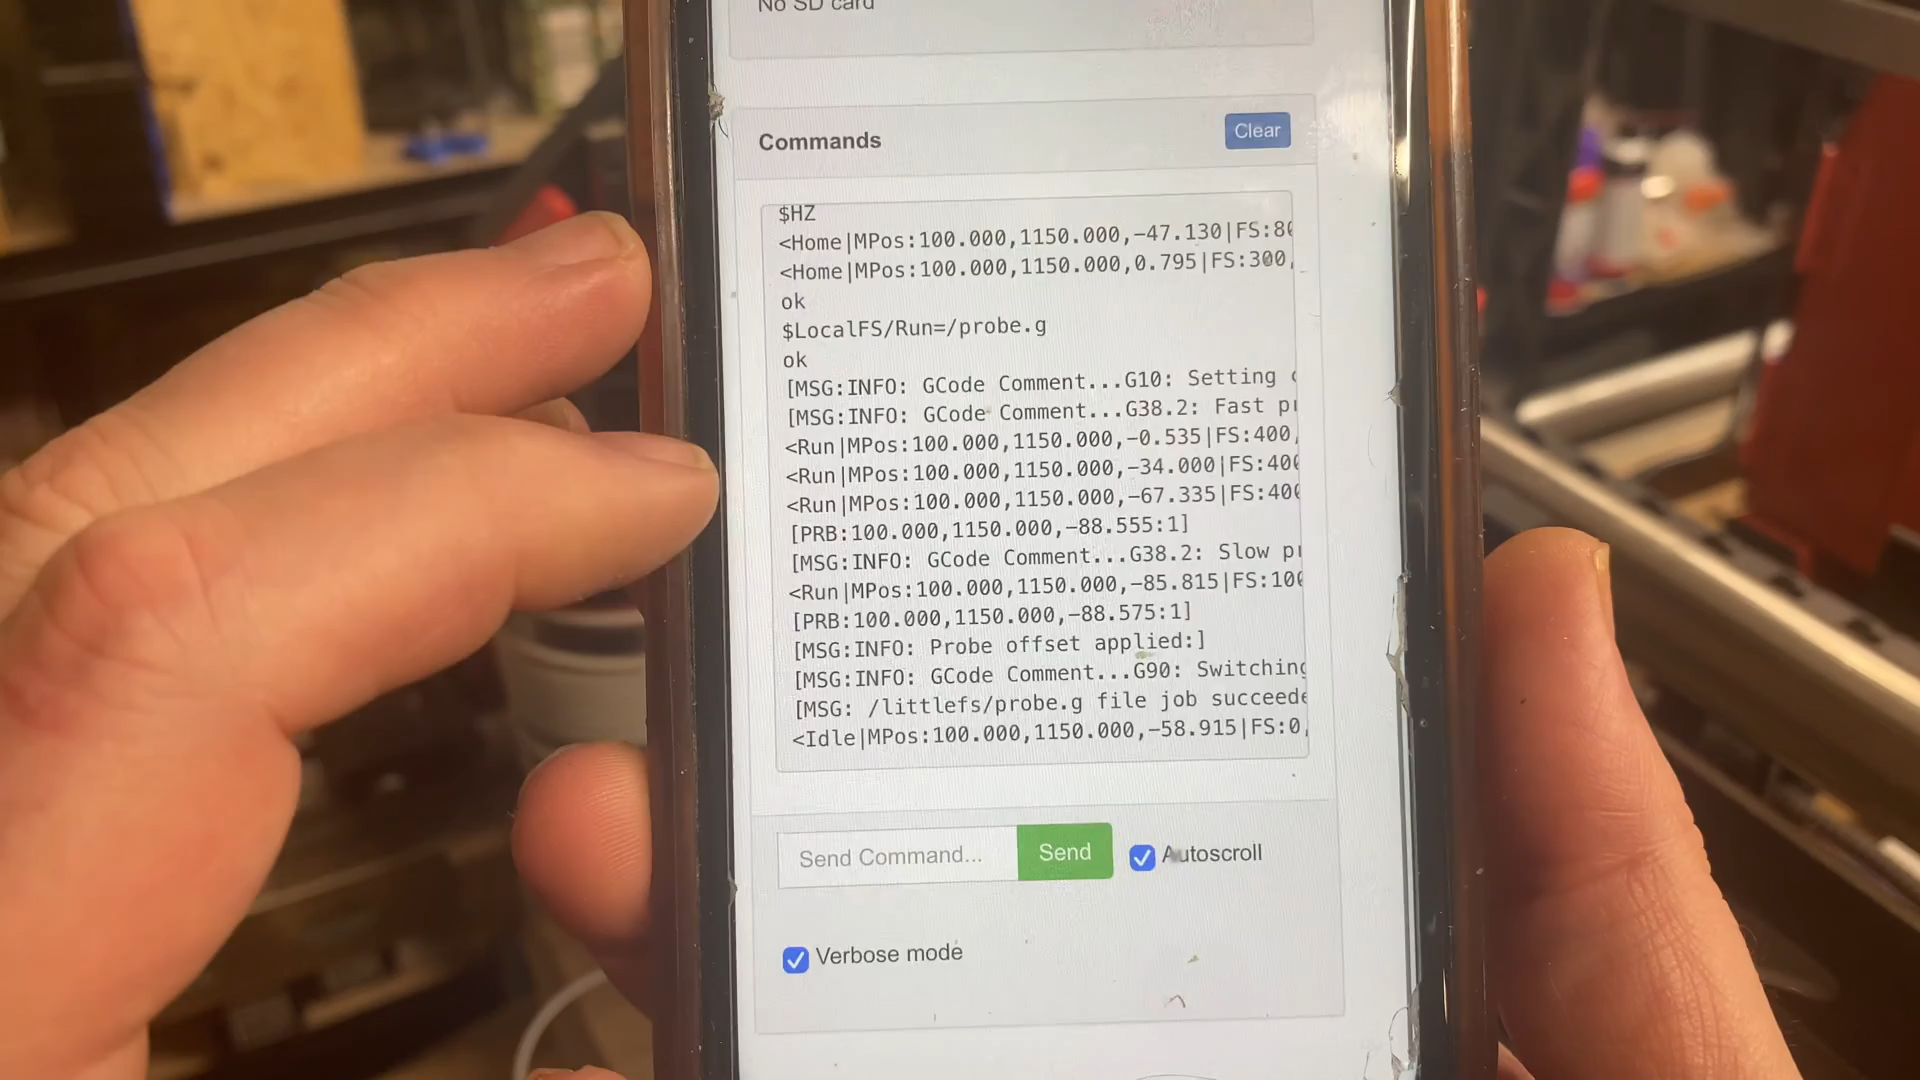 No SD card
Commands
Clear
$HZ
<Home|MPos:100.000,1150.000,-47.130|FS:80
<Home|MPos:100.000,1150.000,0.795|FS:300,
ok
$LocalFS/Run=/probe.g
ok
[MSG:INFO: GCode Comment...G10: Setting
[MSG:INFO: GCode Comment...G38.2: Fast
<Run|MPos:100.000,1150.000,-0.535|FS:400,
<Run|MPos:100.000,1150.000,-34.000|FS:400
<Run|MPos:100.000,1150.000,-67.335|FS:400
[PRB:100.000,1150.000,-88.555:1]
[MSG:INFO: GCode Comment...G38.2: Slow
<Run|MPos:100.000,1150.000,-85.815|FS:100
[PRB:100.000,1150.000,-88.575:1]
[MSG:INFO: Probe offset applied:]
[MSG:INFO: GCode Comment...G90: Switching
[MSG: /littlefs/probe.g file job succeede
<Idle|MPos:100.000,1150.000,-58.915|FS:0,
Send Command...
Send
Autoscroll
Verbose mode